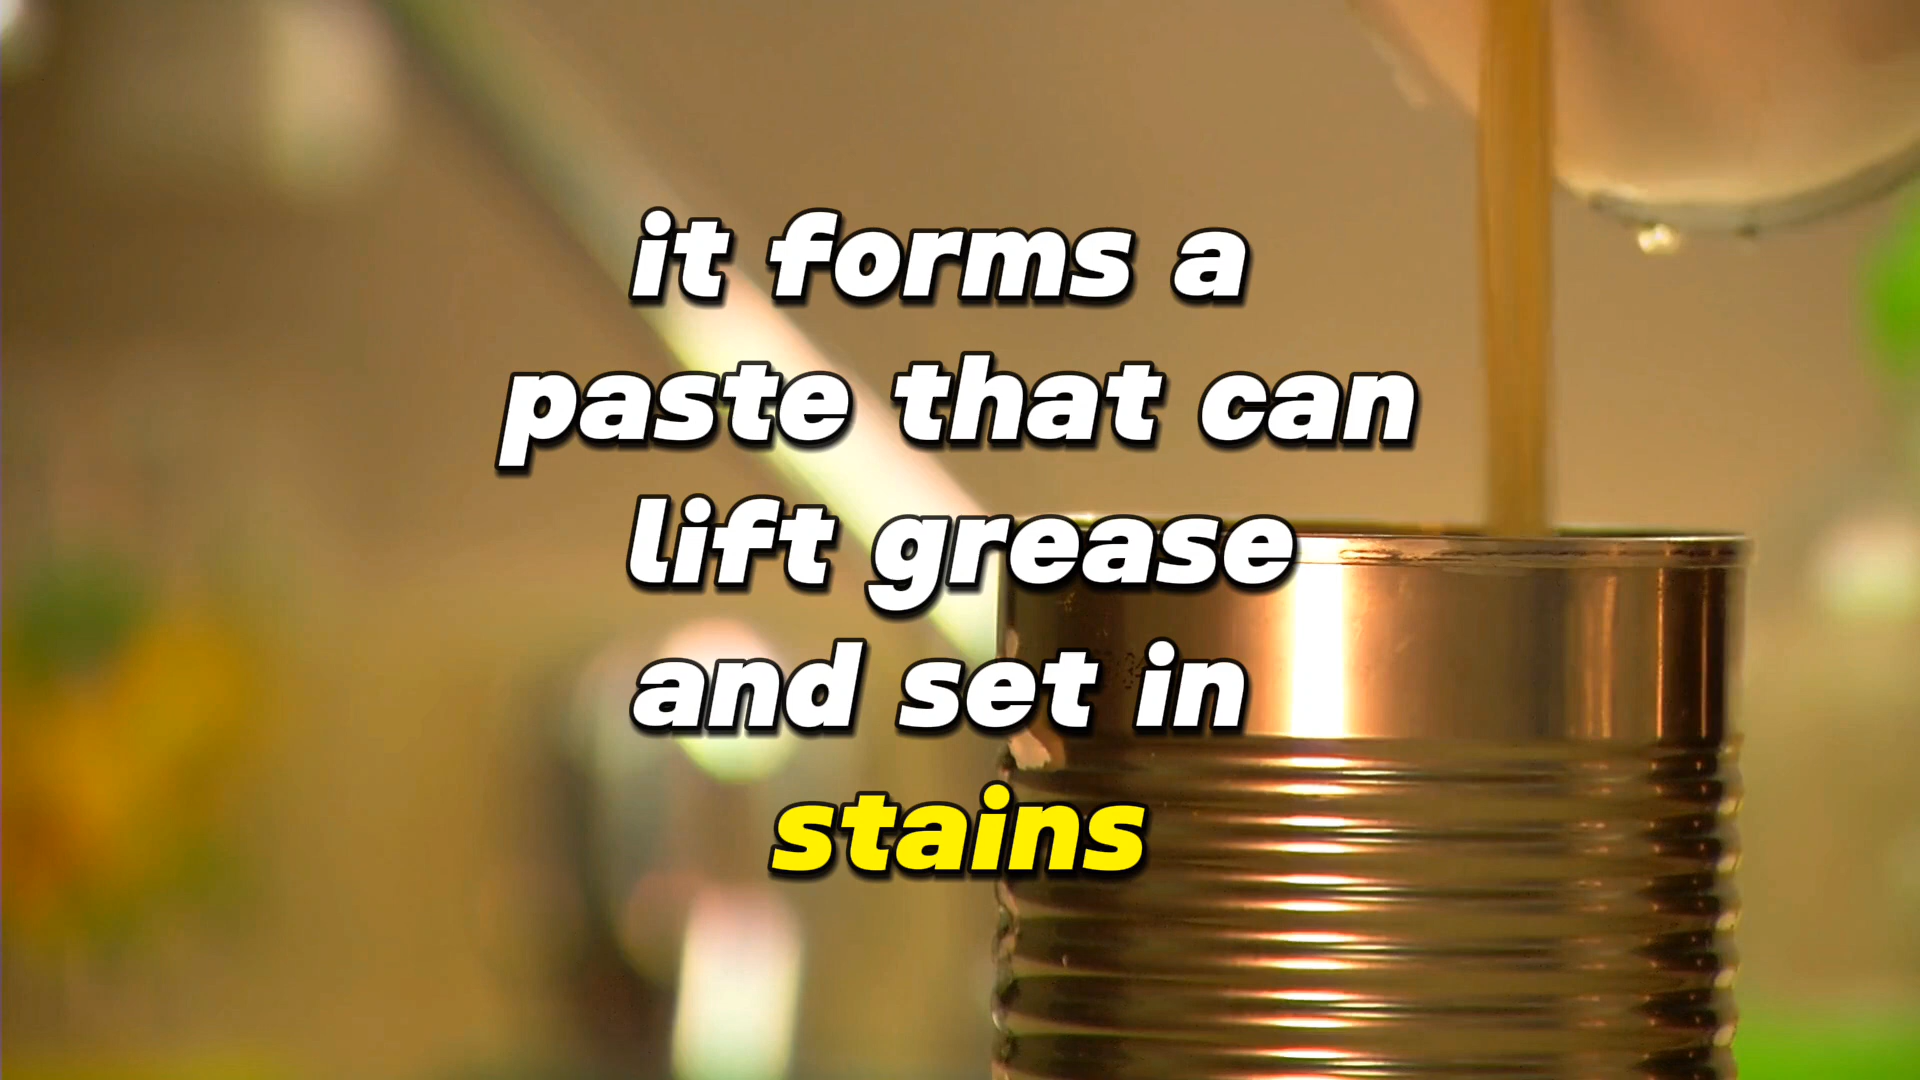 it forms a
paste that can
lift grease
and set in
stains